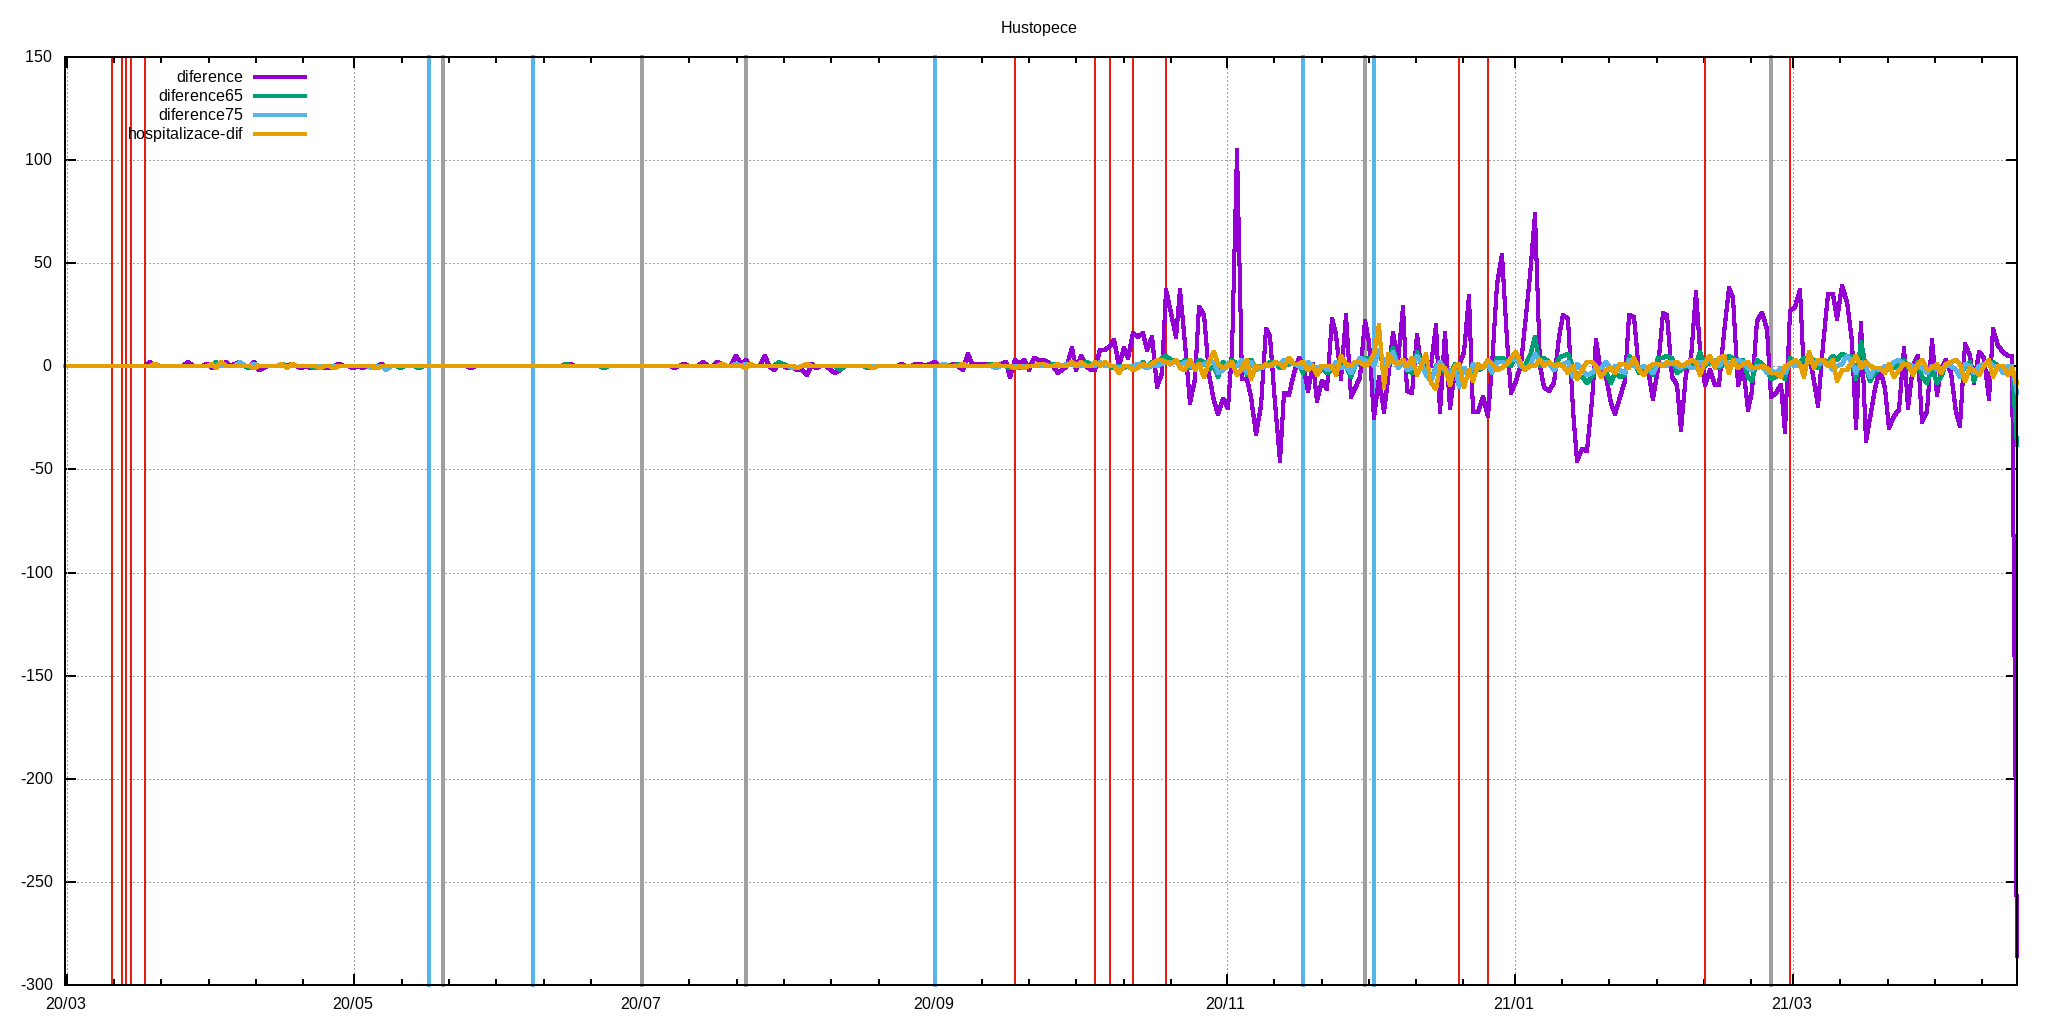 Hustopece
150
diference
diference65
diference75
hospitalizace-dif
100
50
0
-50
-100
-150
-200
-250
-300
20/03 20/05 20/07 20/09 20/11 21/01 21/03